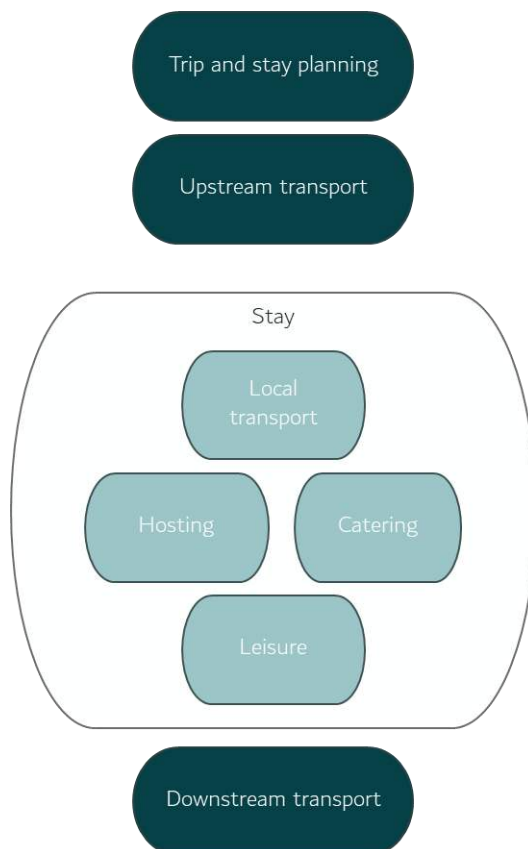 Trip and stay planning
Upstream transport
Stay
Local
transport
Hosting
Catering
Leisure
Downstream transport